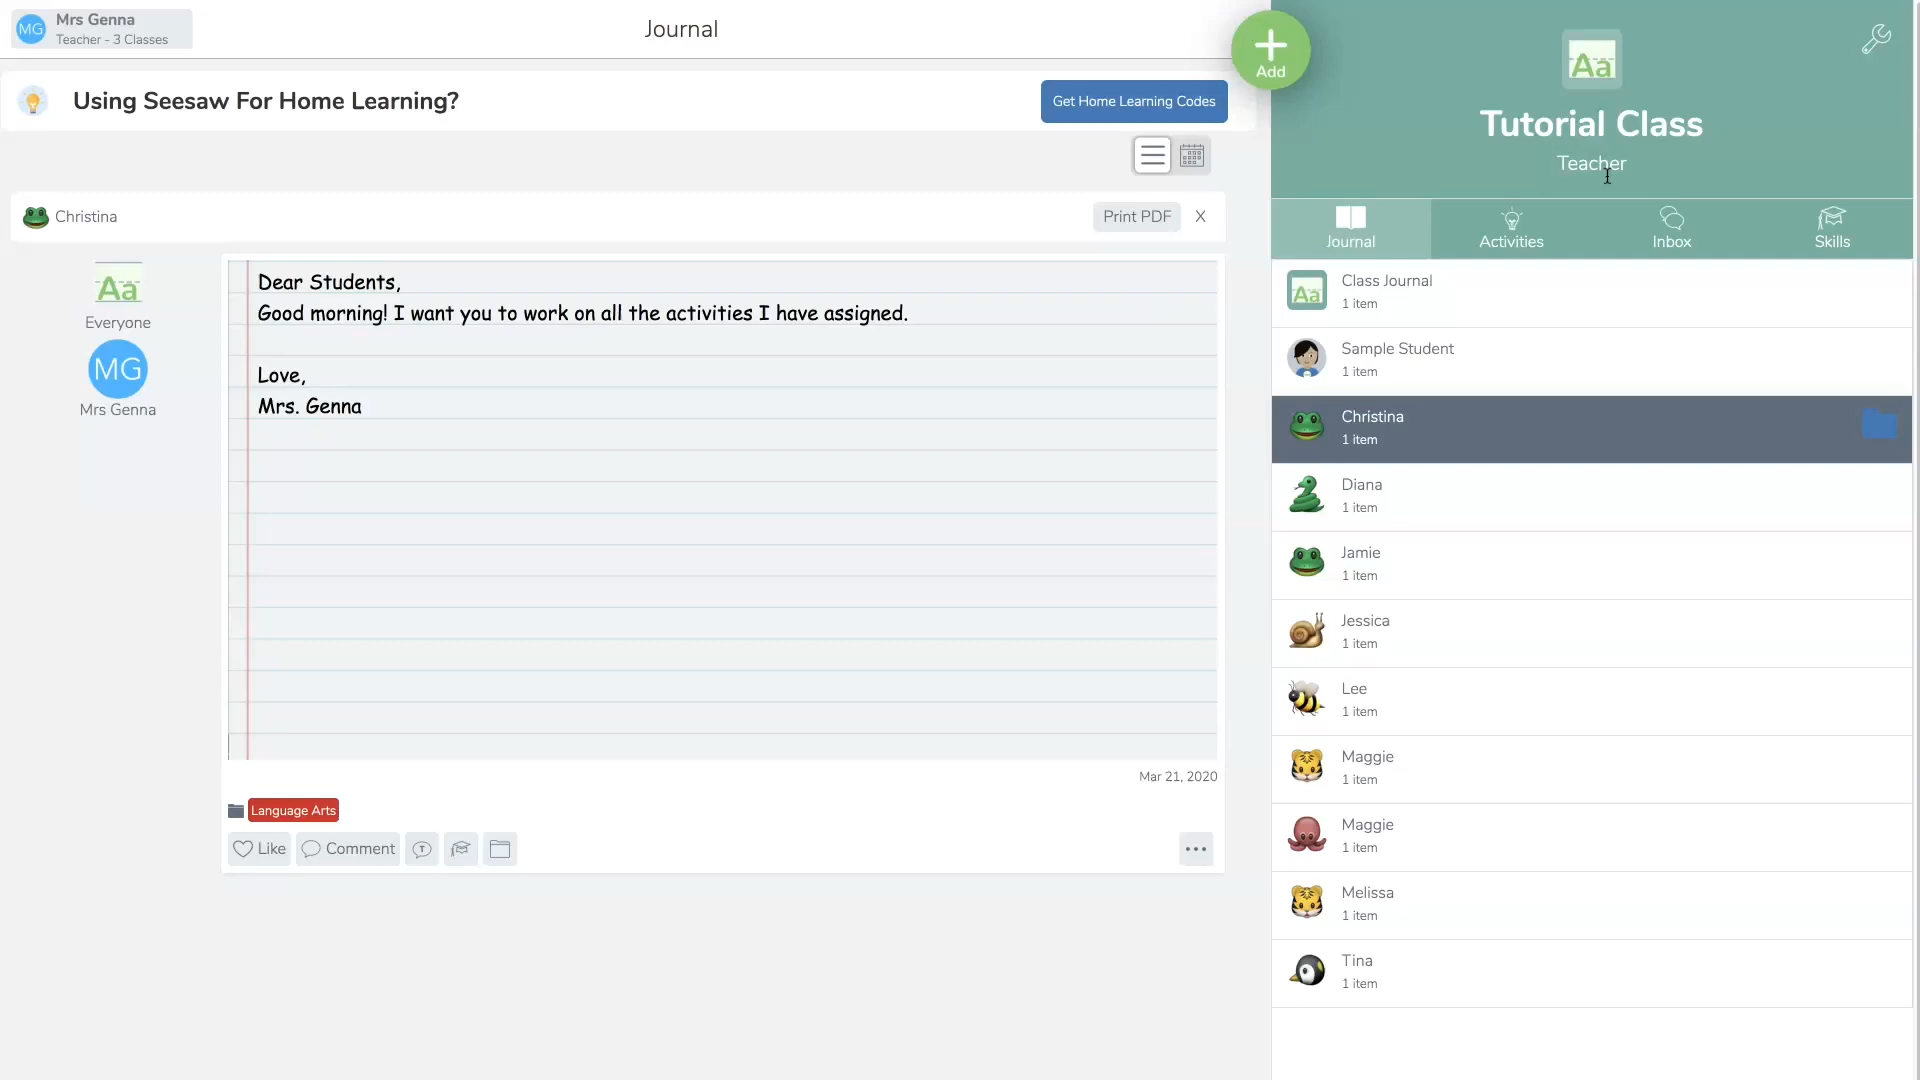 MG
Mrs Genna
Teacher - 3 Classes
Journal
Add
Using Seesaw For Home Learning?
Get Home Learning Codes
Christina
Print PDF
X
Aa
Everyone
MG
Mrs Genna
Dear Students,
Good morning! I want you to work on all the activities I have assigned.
Love,
Mrs. Genna
Mar 21, 2020
Language Arts
Like
Comment
T
Aa
Tutorial Class
Teacher
Journal
Activities
Inbox
Skills
Aa
Class Journal
1 item
Sample Student
1 item
Christina
1 item
Diana
1 item
Jamie
1 item
Jessica
1 item
Lee
1 item
Maggie
1 item
Maggie
1 item
Melissa
1 item
Tina
1 item